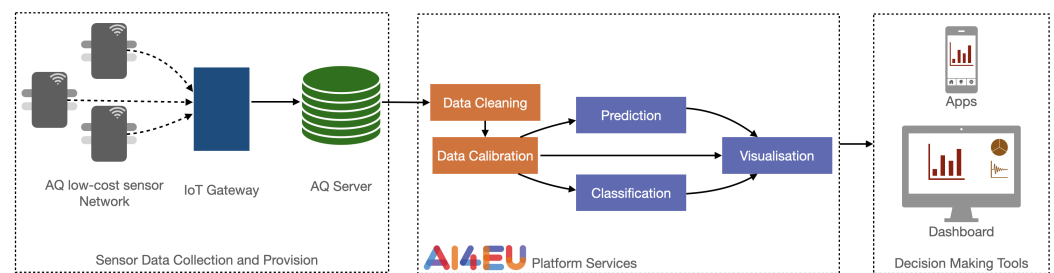 AQ low-cost sensor
Network
IoT Gateway
AQ Server
Sensor Data Collection and Provision
Data Cleaning
Data Calibration
Prediction
Classification
Visualisation
AI4EU Platform Services
Apps
Dashboard
Decision Making Tools